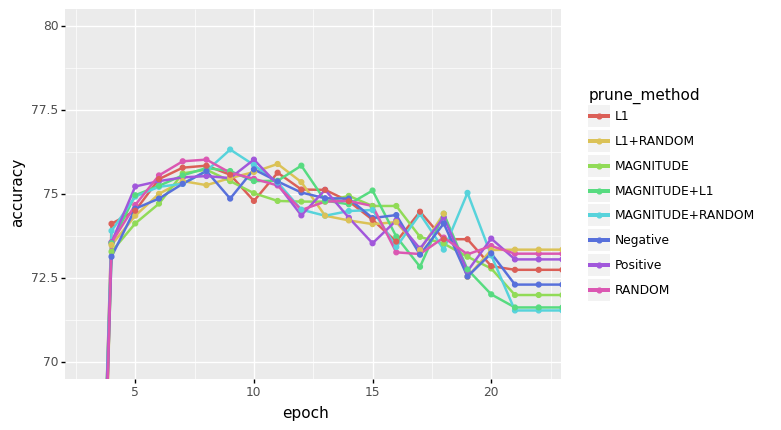 80
77.5
75
72.5
70
accuracy
5
10
15
20
epoch
prune_method
L1
L1+RANDOM
MAGNITUDE
MAGNITUDE+L1
MAGNITUDE+RANDOM
Negative
Positive
RANDOM